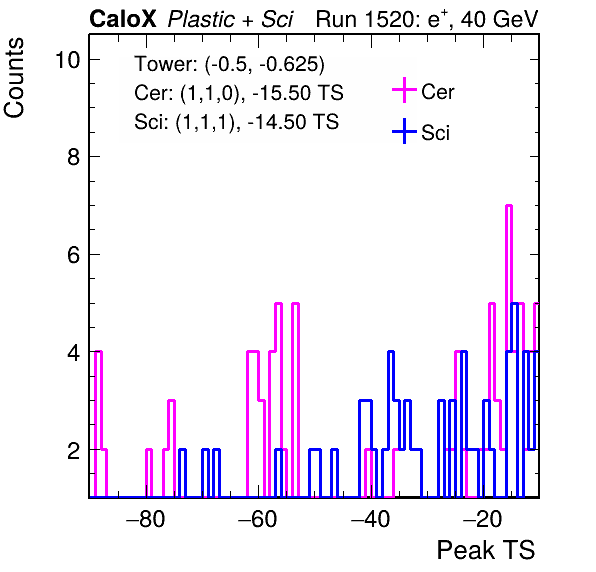 CaloX Plastic + Sci Run 1520: e⁺, 40 GeV
Counts
Tower: (-0.5, -0.625)
Cer: (1,1,0), -15.50 TS
Sci: (1,1,1), -14.50 TS
Cer
Sci
10
8
6
4
2
−80 −60 −40 −20
Peak TS